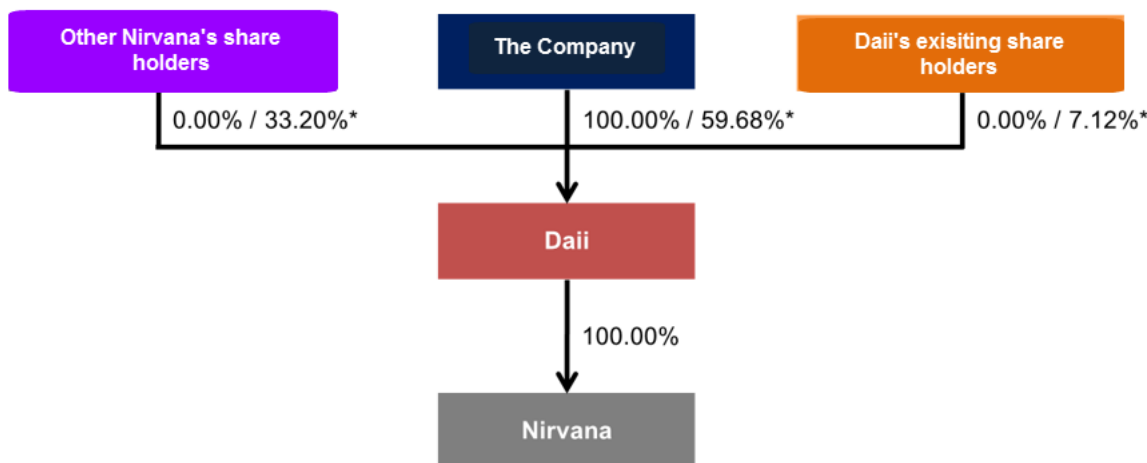 Other Nirvana's share
holders
The Company
Daii's exisiting share
holders
0.00% / 33.20%*
100.00% / 59.68%*
0.00% / 7.12%*
Daii
100.00%
Nirvana